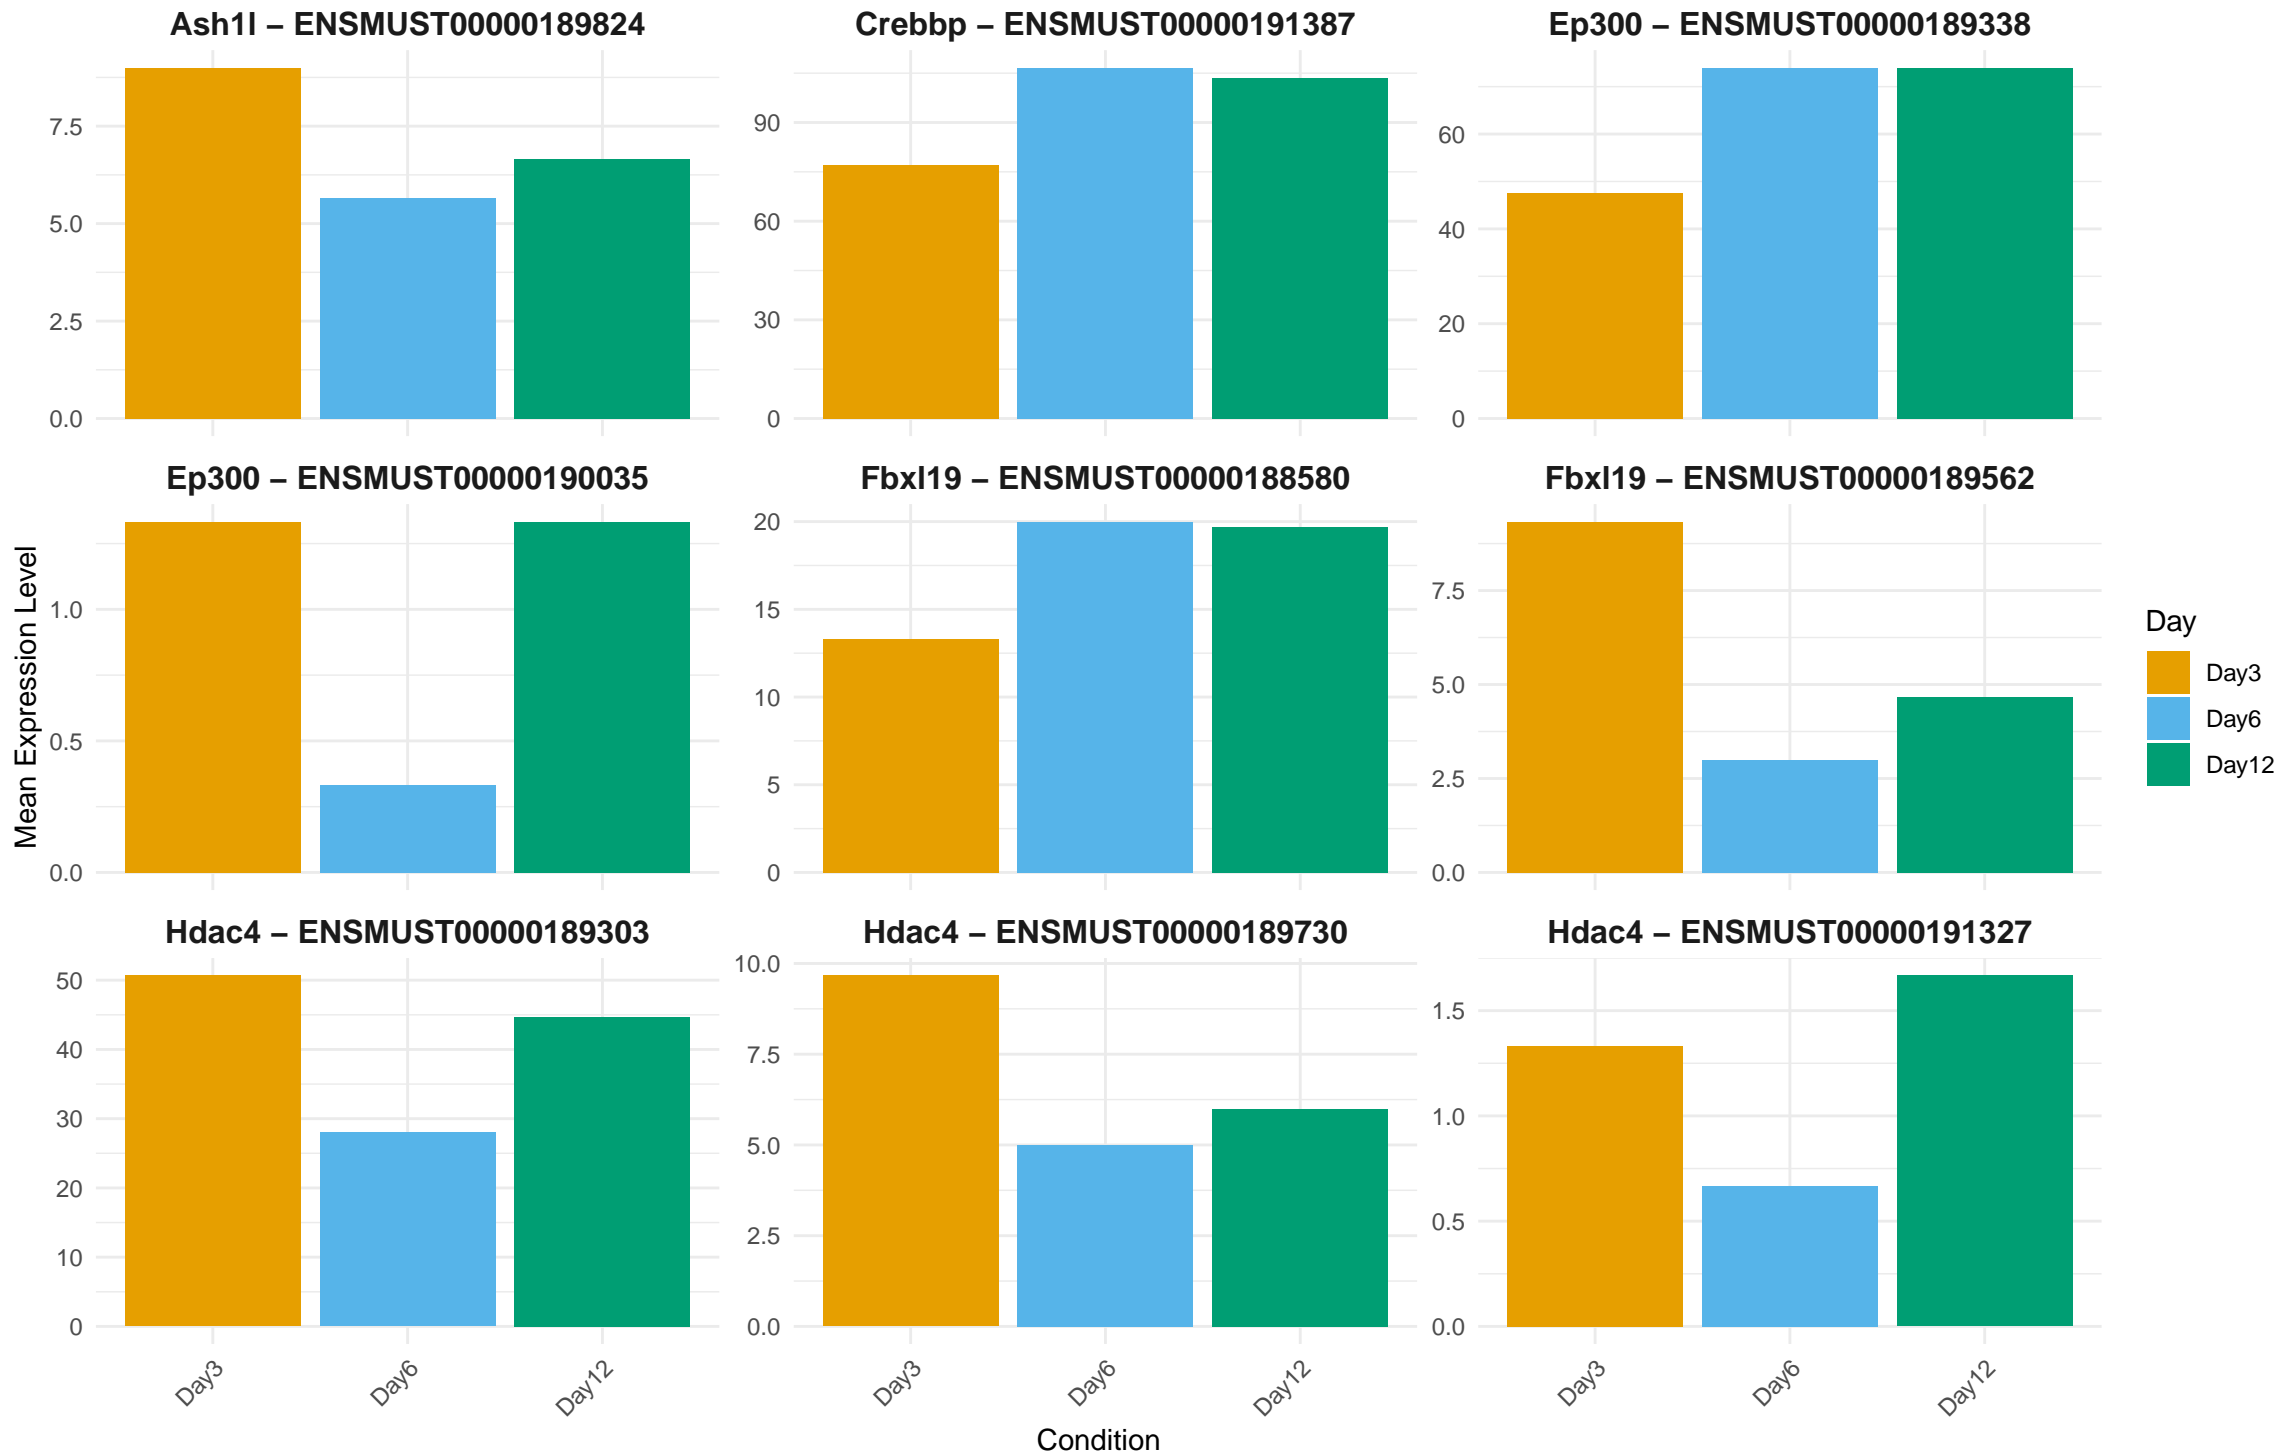 Ash1l – ENSMUST00000189824
Crebbp – ENSMUST00000191387
Ep300 – ENSMUST00000189338
7.5
5.0
2.5
0.0
90
60
30
0
60
40
20
0
Ep300 – ENSMUST00000190035
Fbxl19 – ENSMUST00000188580
Fbxl19 – ENSMUST00000189562
Mean Expression Level
1.0
0.5
0.0
20
15
10
5
0
7.5
5.0
2.5
0.0
Day
Day3
Day6
Day12
Hdac4 – ENSMUST00000189303
Hdac4 – ENSMUST00000189730
Hdac4 – ENSMUST00000191327
50
40
30
20
10
0
10.0
7.5
5.0
2.5
0.0
1.5
1.0
0.5
0.0
Day3
Day6
Day12
Day3
Day6
Day12
Day3
Day6
Day12
Condition